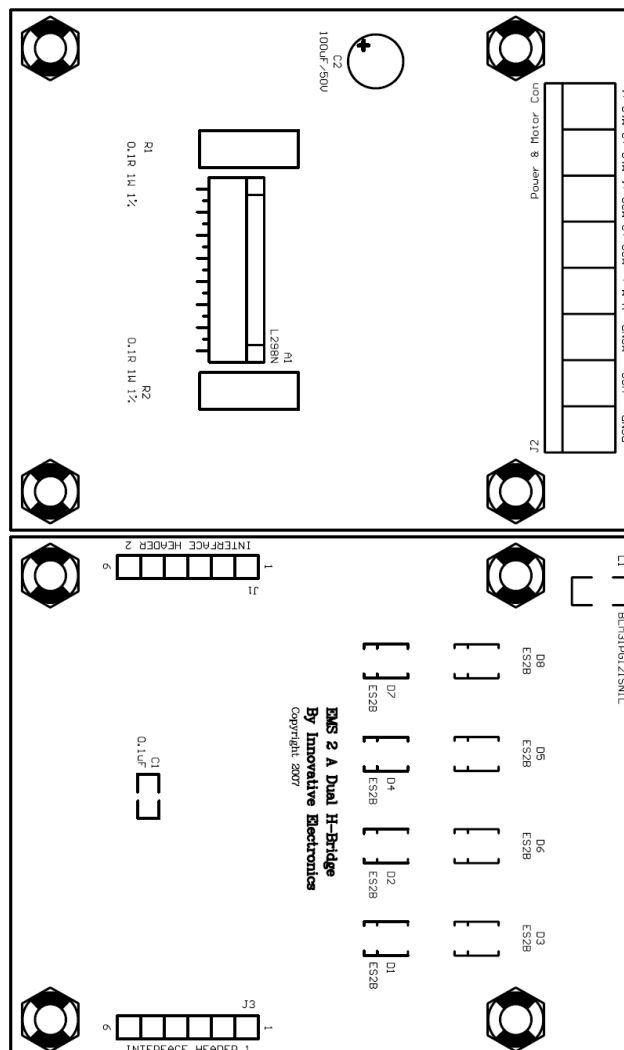 C2
100uF/50V
R1
0.1R 1W 1%
Power & Motor Con
L298N
A1
R2
0.1R 1W 1%
J2
INTERFACE HEADER 2
6
1
J1
L1
D8
ES2B
D7
ES2B
EMS 2 A Dual H-Bridge
By Innovative Electronics
Copyright 2007
D5
ES2B
D4
ES2B
C1
0.1uF
D6
ES2B
D2
ES2B
D3
ES2B
D1
ES2B
J3
6
1
INTERFACE HEADER 1